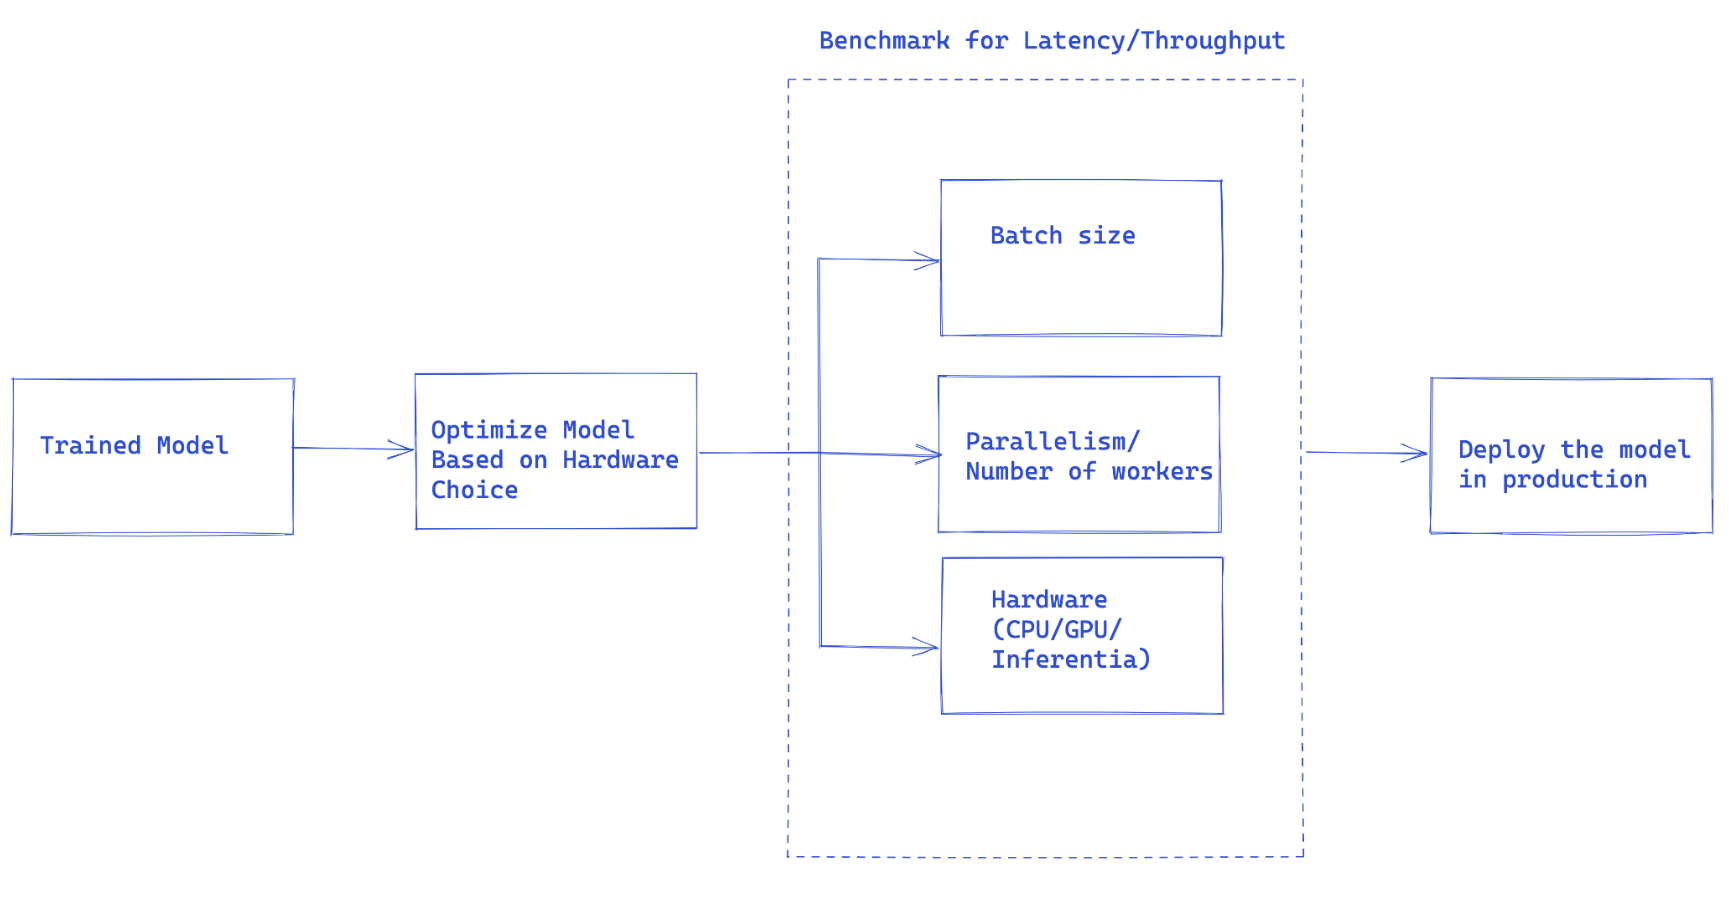 Benchmark for Latency/Throughput
Trained Model
Optimize Model
Based on Hardware
Choice
Batch size
Parallelism/
Number of workers
Hardware
(CPU/GPU/
Inferentia)
Deploy the model
in production